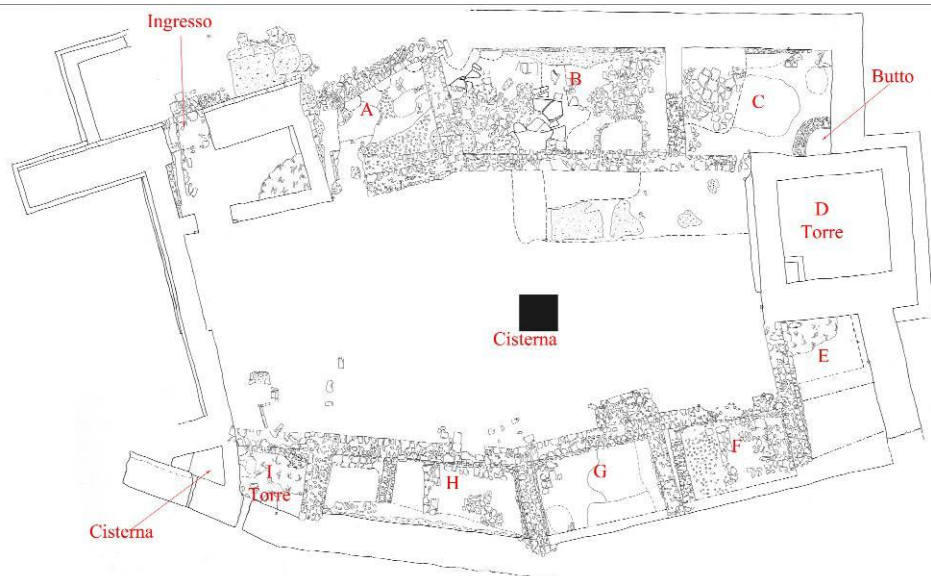 Ingresso
A
B
C
Butto
D
Torre
Cisterna
E
F
G
H
I
Torre
Cisterna